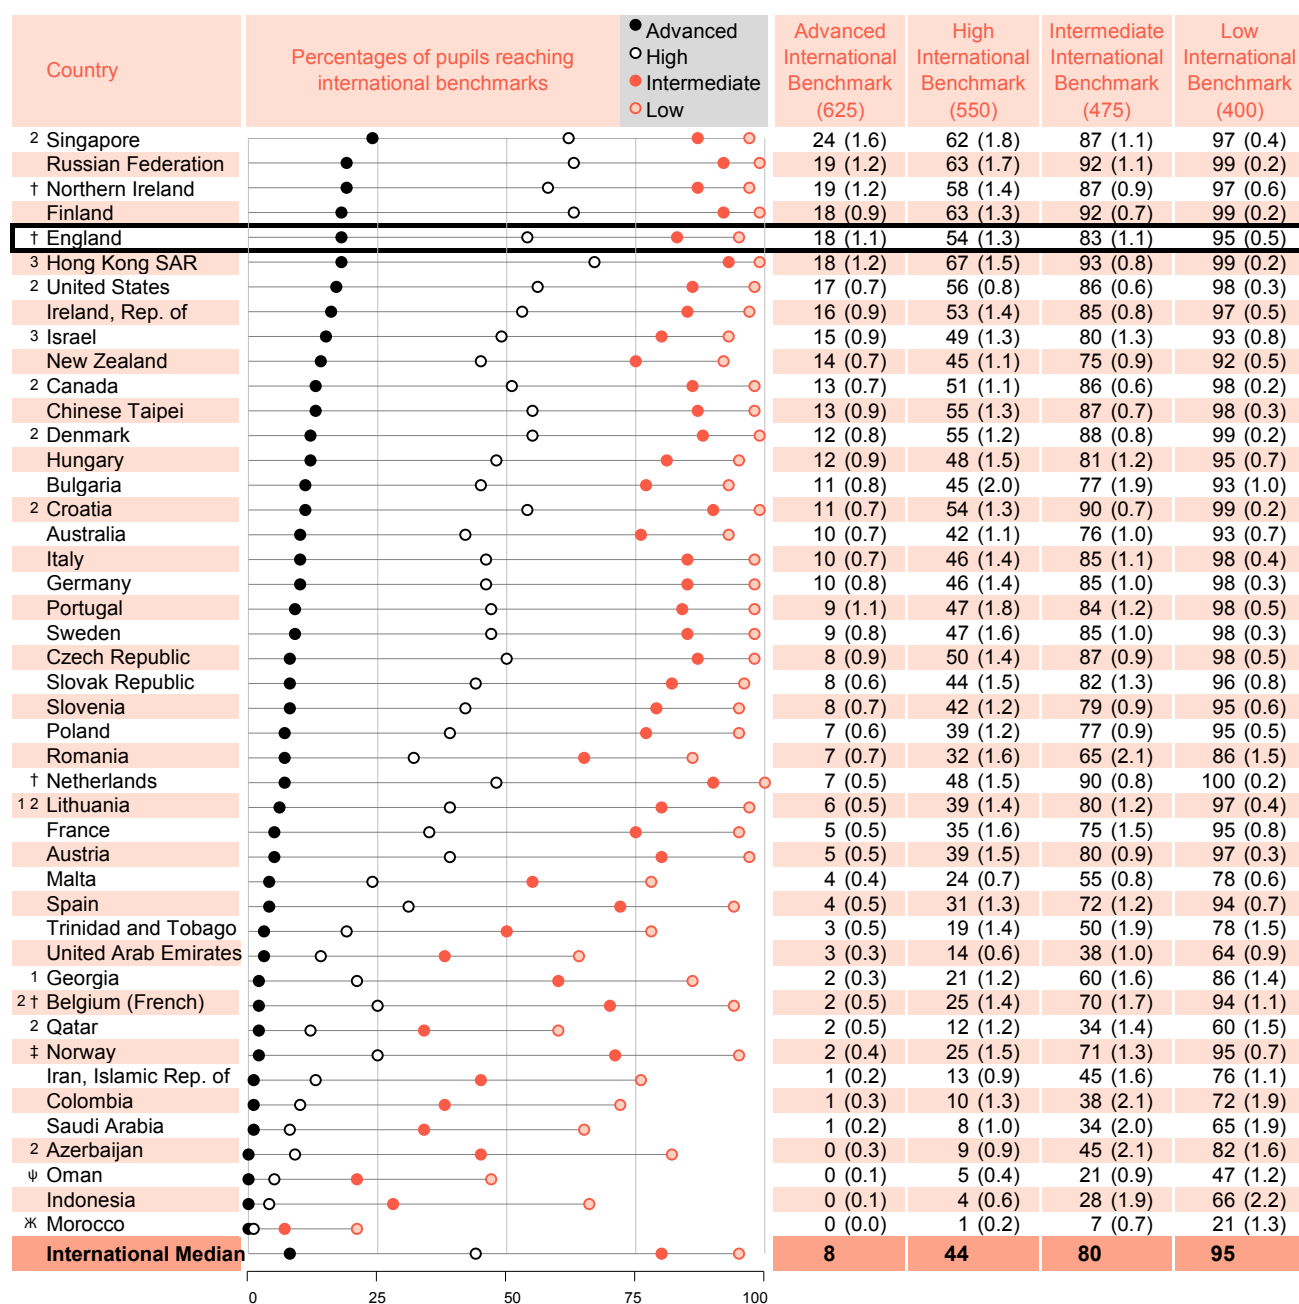 Country
Percentages of pupils reaching
international benchmarks
Advanced
High
Intermediate
Low
Advanced
International
Benchmark
(625)
High
International
Benchmark
(550)
Intermediate
International
Benchmark
(475)
Low
International
Benchmark
(400)
2 Singapore 24 (1.6) 62 (1.8) 87 (1.1) 97 (0.4)
Russian Federation 19 (1.2) 63 (1.7) 92 (1.1) 99 (0.2)
† Northern Ireland 19 (1.2) 58 (1.4) 87 (0.9) 97 (0.6)
Finland 18 (0.9) 63 (1.3) 92 (0.7) 99 (0.2)
† England 18 (1.1) 54 (1.3) 83 (1.1) 95 (0.5)
3 Hong Kong SAR 18 (1.2) 67 (1.5) 93 (0.8) 99 (0.2)
2 United States 17 (0.7) 56 (0.8) 86 (0.6) 98 (0.3)
Ireland, Rep. of 16 (0.9) 53 (1.4) 85 (0.8) 97 (0.5)
3 Israel 15 (0.9) 49 (1.3) 80 (1.3) 93 (0.8)
New Zealand 14 (0.7) 45 (1.1) 75 (0.9) 92 (0.5)
2 Canada 13 (0.7) 51 (1.1) 86 (0.6) 98 (0.2)
Chinese Taipei 13 (0.9) 55 (1.3) 87 (0.7) 98 (0.3)
2 Denmark 12 (0.8) 55 (1.2) 88 (0.8) 99 (0.2)
Hungary 12 (0.9) 48 (1.5) 81 (1.2) 95 (0.7)
Bulgaria 11 (0.8) 45 (2.0) 77 (1.9) 93 (1.0)
2 Croatia 11 (0.7) 54 (1.3) 90 (0.7) 99 (0.2)
Australia 10 (0.7) 42 (1.1) 76 (1.0) 93 (0.7)
Italy 10 (0.7) 46 (1.4) 85 (1.1) 98 (0.4)
Germany 10 (0.8) 46 (1.4) 85 (1.0) 98 (0.3)
Portugal 9 (1.1) 47 (1.8) 84 (1.2) 98 (0.5)
Sweden 9 (0.8) 47 (1.6) 85 (1.0) 98 (0.3)
Czech Republic 8 (0.9) 50 (1.4) 87 (0.9) 98 (0.5)
Slovak Republic 8 (0.6) 44 (1.5) 82 (1.3) 96 (0.8)
Slovenia 8 (0.7) 42 (1.2) 79 (0.9) 95 (0.6)
Poland 7 (0.6) 39 (1.2) 77 (0.9) 95 (0.5)
Romania 7 (0.7) 32 (1.6) 65 (2.1) 86 (1.5)
† Netherlands 7 (0.5) 48 (1.5) 90 (0.8) 100 (0.2)
1 2 Lithuania 6 (0.5) 39 (1.4) 80 (1.2) 97 (0.4)
France 5 (0.5) 35 (1.6) 75 (1.5) 95 (0.8)
Austria 5 (0.5) 39 (1.5) 80 (0.9) 97 (0.3)
Malta 4 (0.4) 24 (0.7) 55 (0.8) 78 (0.6)
Spain 4 (0.5) 31 (1.3) 72 (1.2) 94 (0.7)
Trinidad and Tobago 3 (0.5) 19 (1.4) 50 (1.9) 78 (1.5)
United Arab Emirates 3 (0.3) 14 (0.6) 38 (1.0) 64 (0.9)
1 Georgia 2 (0.3) 21 (1.2) 60 (1.6) 86 (1.4)
2 † Belgium (French) 2 (0.5) 25 (1.4) 70 (1.7) 94 (1.1)
2 Qatar 2 (0.5) 12 (1.2) 34 (1.4) 60 (1.5)
‡ Norway 2 (0.4) 25 (1.5) 71 (1.3) 95 (0.7)
Iran, Islamic Rep. of 1 (0.2) 13 (0.9) 45 (1.6) 76 (1.1)
Colombia 1 (0.3) 10 (1.3) 38 (2.1) 72 (1.9)
Saudi Arabia 1 (0.2) 8 (1.0) 34 (2.0) 65 (1.9)
2 Azerbaijan 0 (0.3) 9 (0.9) 45 (2.1) 82 (1.6)
ψ Oman 0 (0.1) 5 (0.4) 21 (0.9) 47 (1.2)
Indonesia 0 (0.1) 4 (0.6) 28 (1.9) 66 (2.2)
Ж Morocco 0 (0.0) 1 (0.2) 7 (0.7) 21 (1.3)
International Median 8 44 80 95
0 25 50 75 100